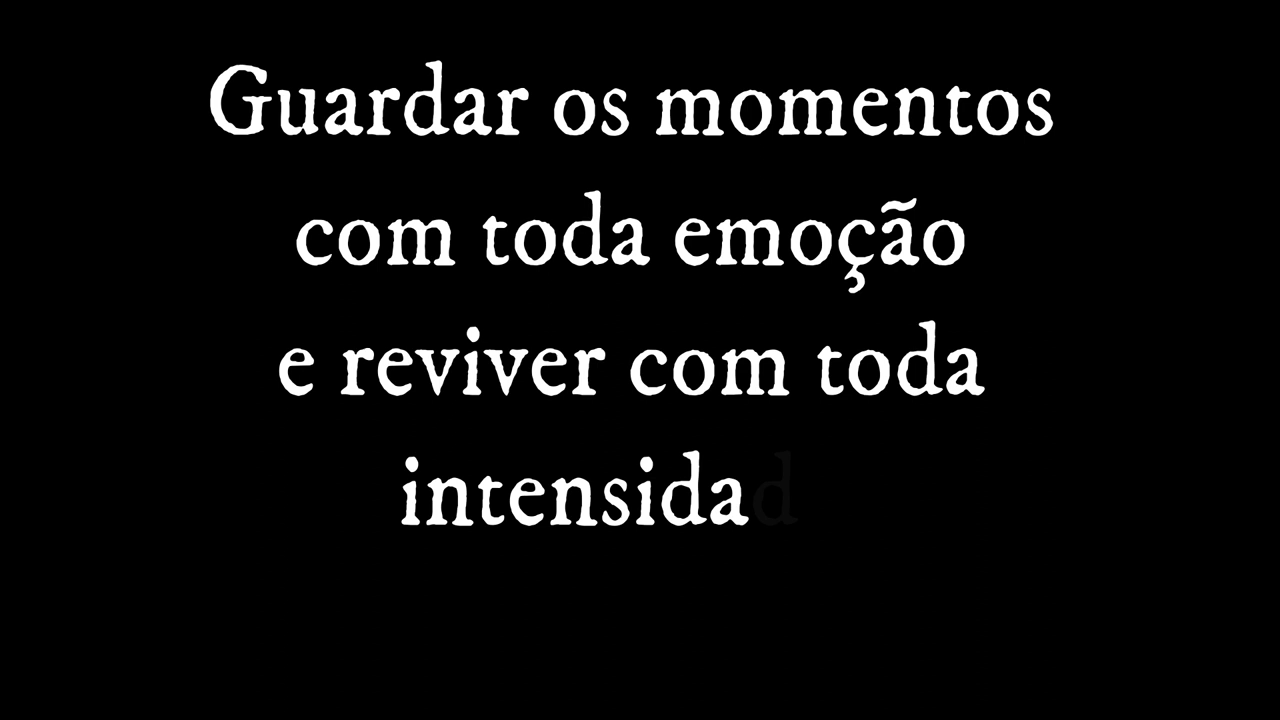 Guardar os momentos
com toda emoção
e reviver com toda
intensidad